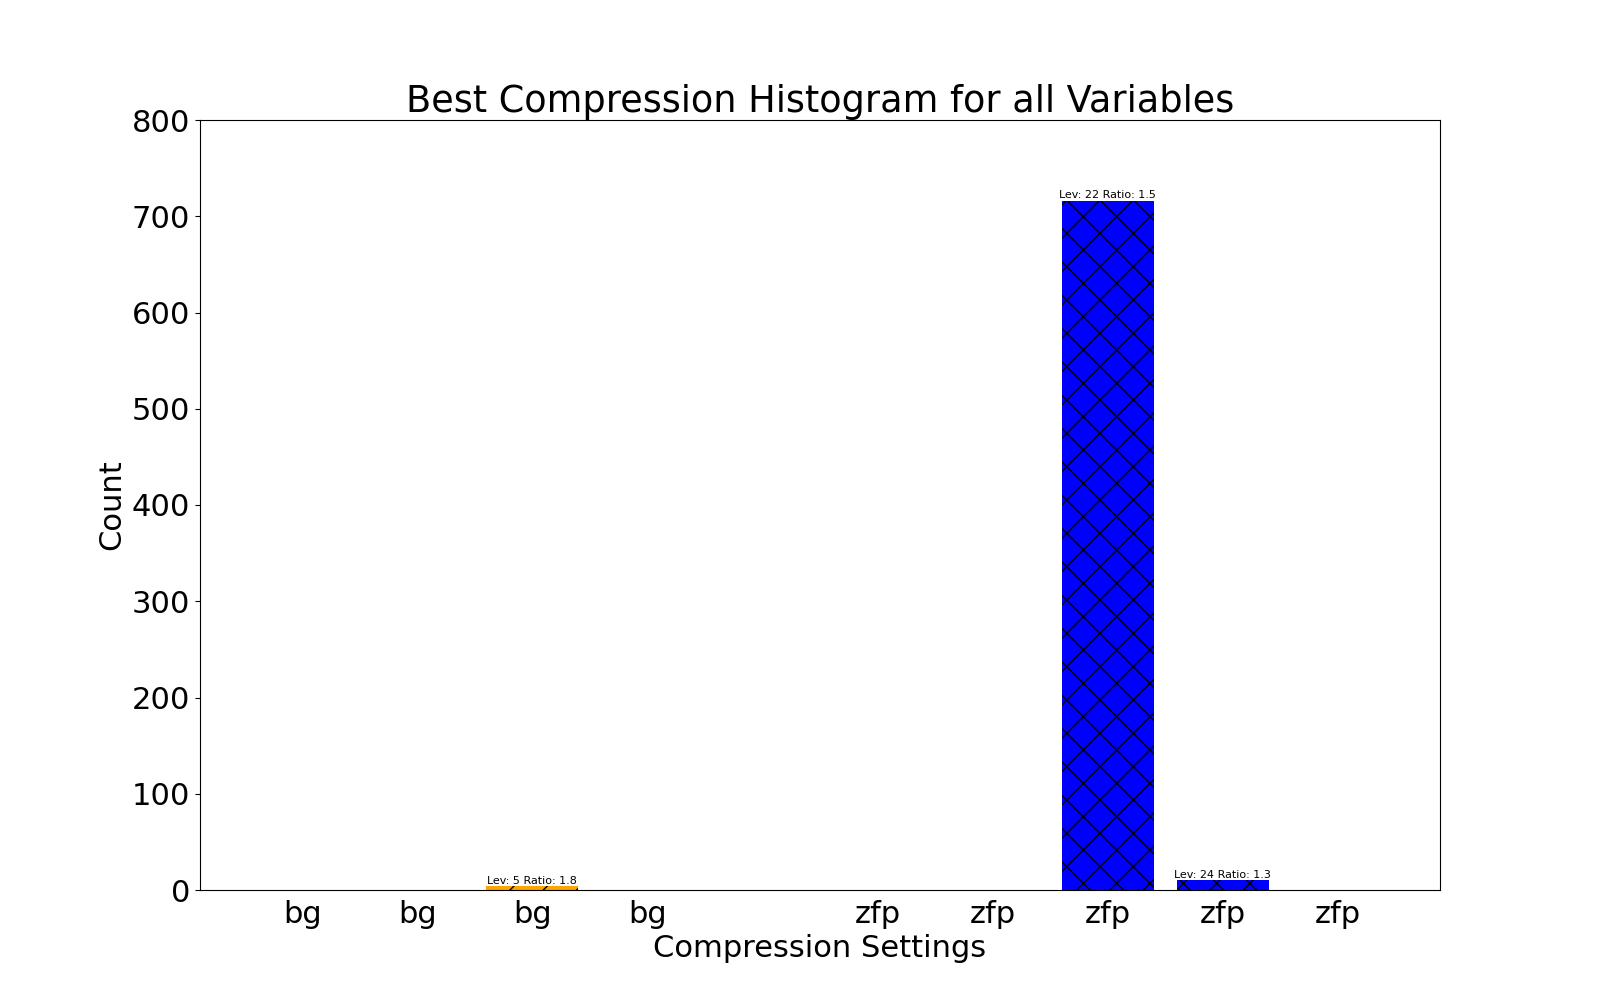 Best Compression Histogram for all Variables
800
700
600
500
400
300
200
100
0
Count
Lev: 22 Ratio: 1.5
Lev: 5 Ratio: 1.8
Lev: 24 Ratio: 1.3
bg bg bg bg zfp zfp zfp zfp zfp
Compression Settings